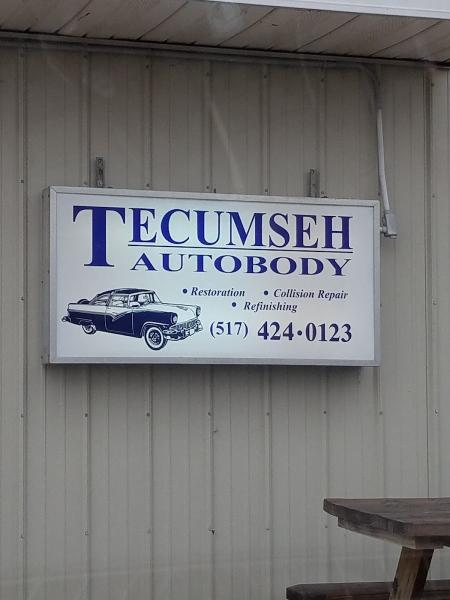 TECUMSEH
AUTOBODY
• Restoration • Collision Repair
• Refinishing
(517) 424•0123